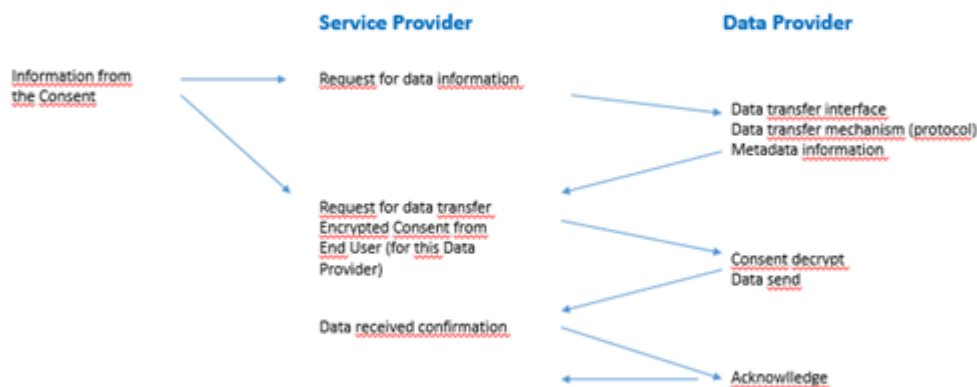 Service Provider
Data Provider
Information from
the Consent
Request for data information
Data transfer interface
Data transfer mechanism (protocol)
Metadata information
Request for data transfer
Encrypted Consent from
End User (for this Data
Provider)
Consent decrypt
Data send
Data received confirmation
Acknowlledge